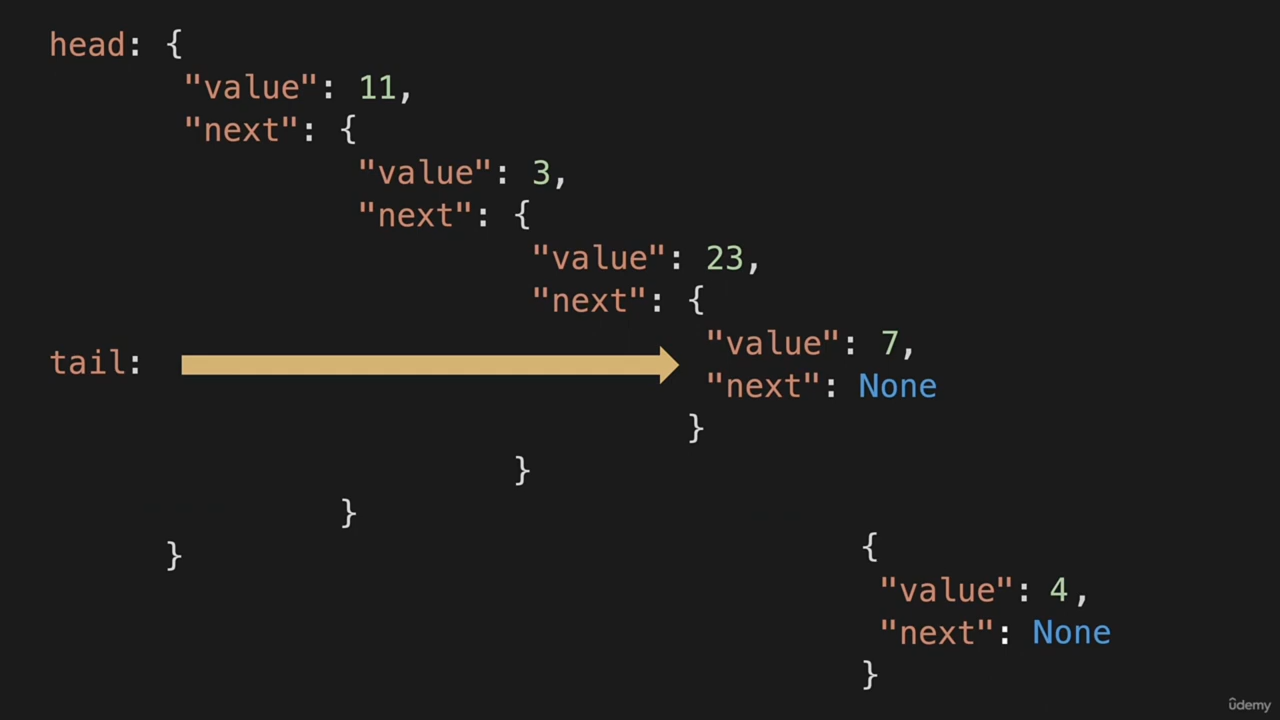 head: {
"value": 11,
"next": {
"value": 3,
"next": {
"value": 23,
"next": {
"value": 7,
tail:
"next": None
}
}
}
}
{
"value": 4,
"next": None
}
ûdemy